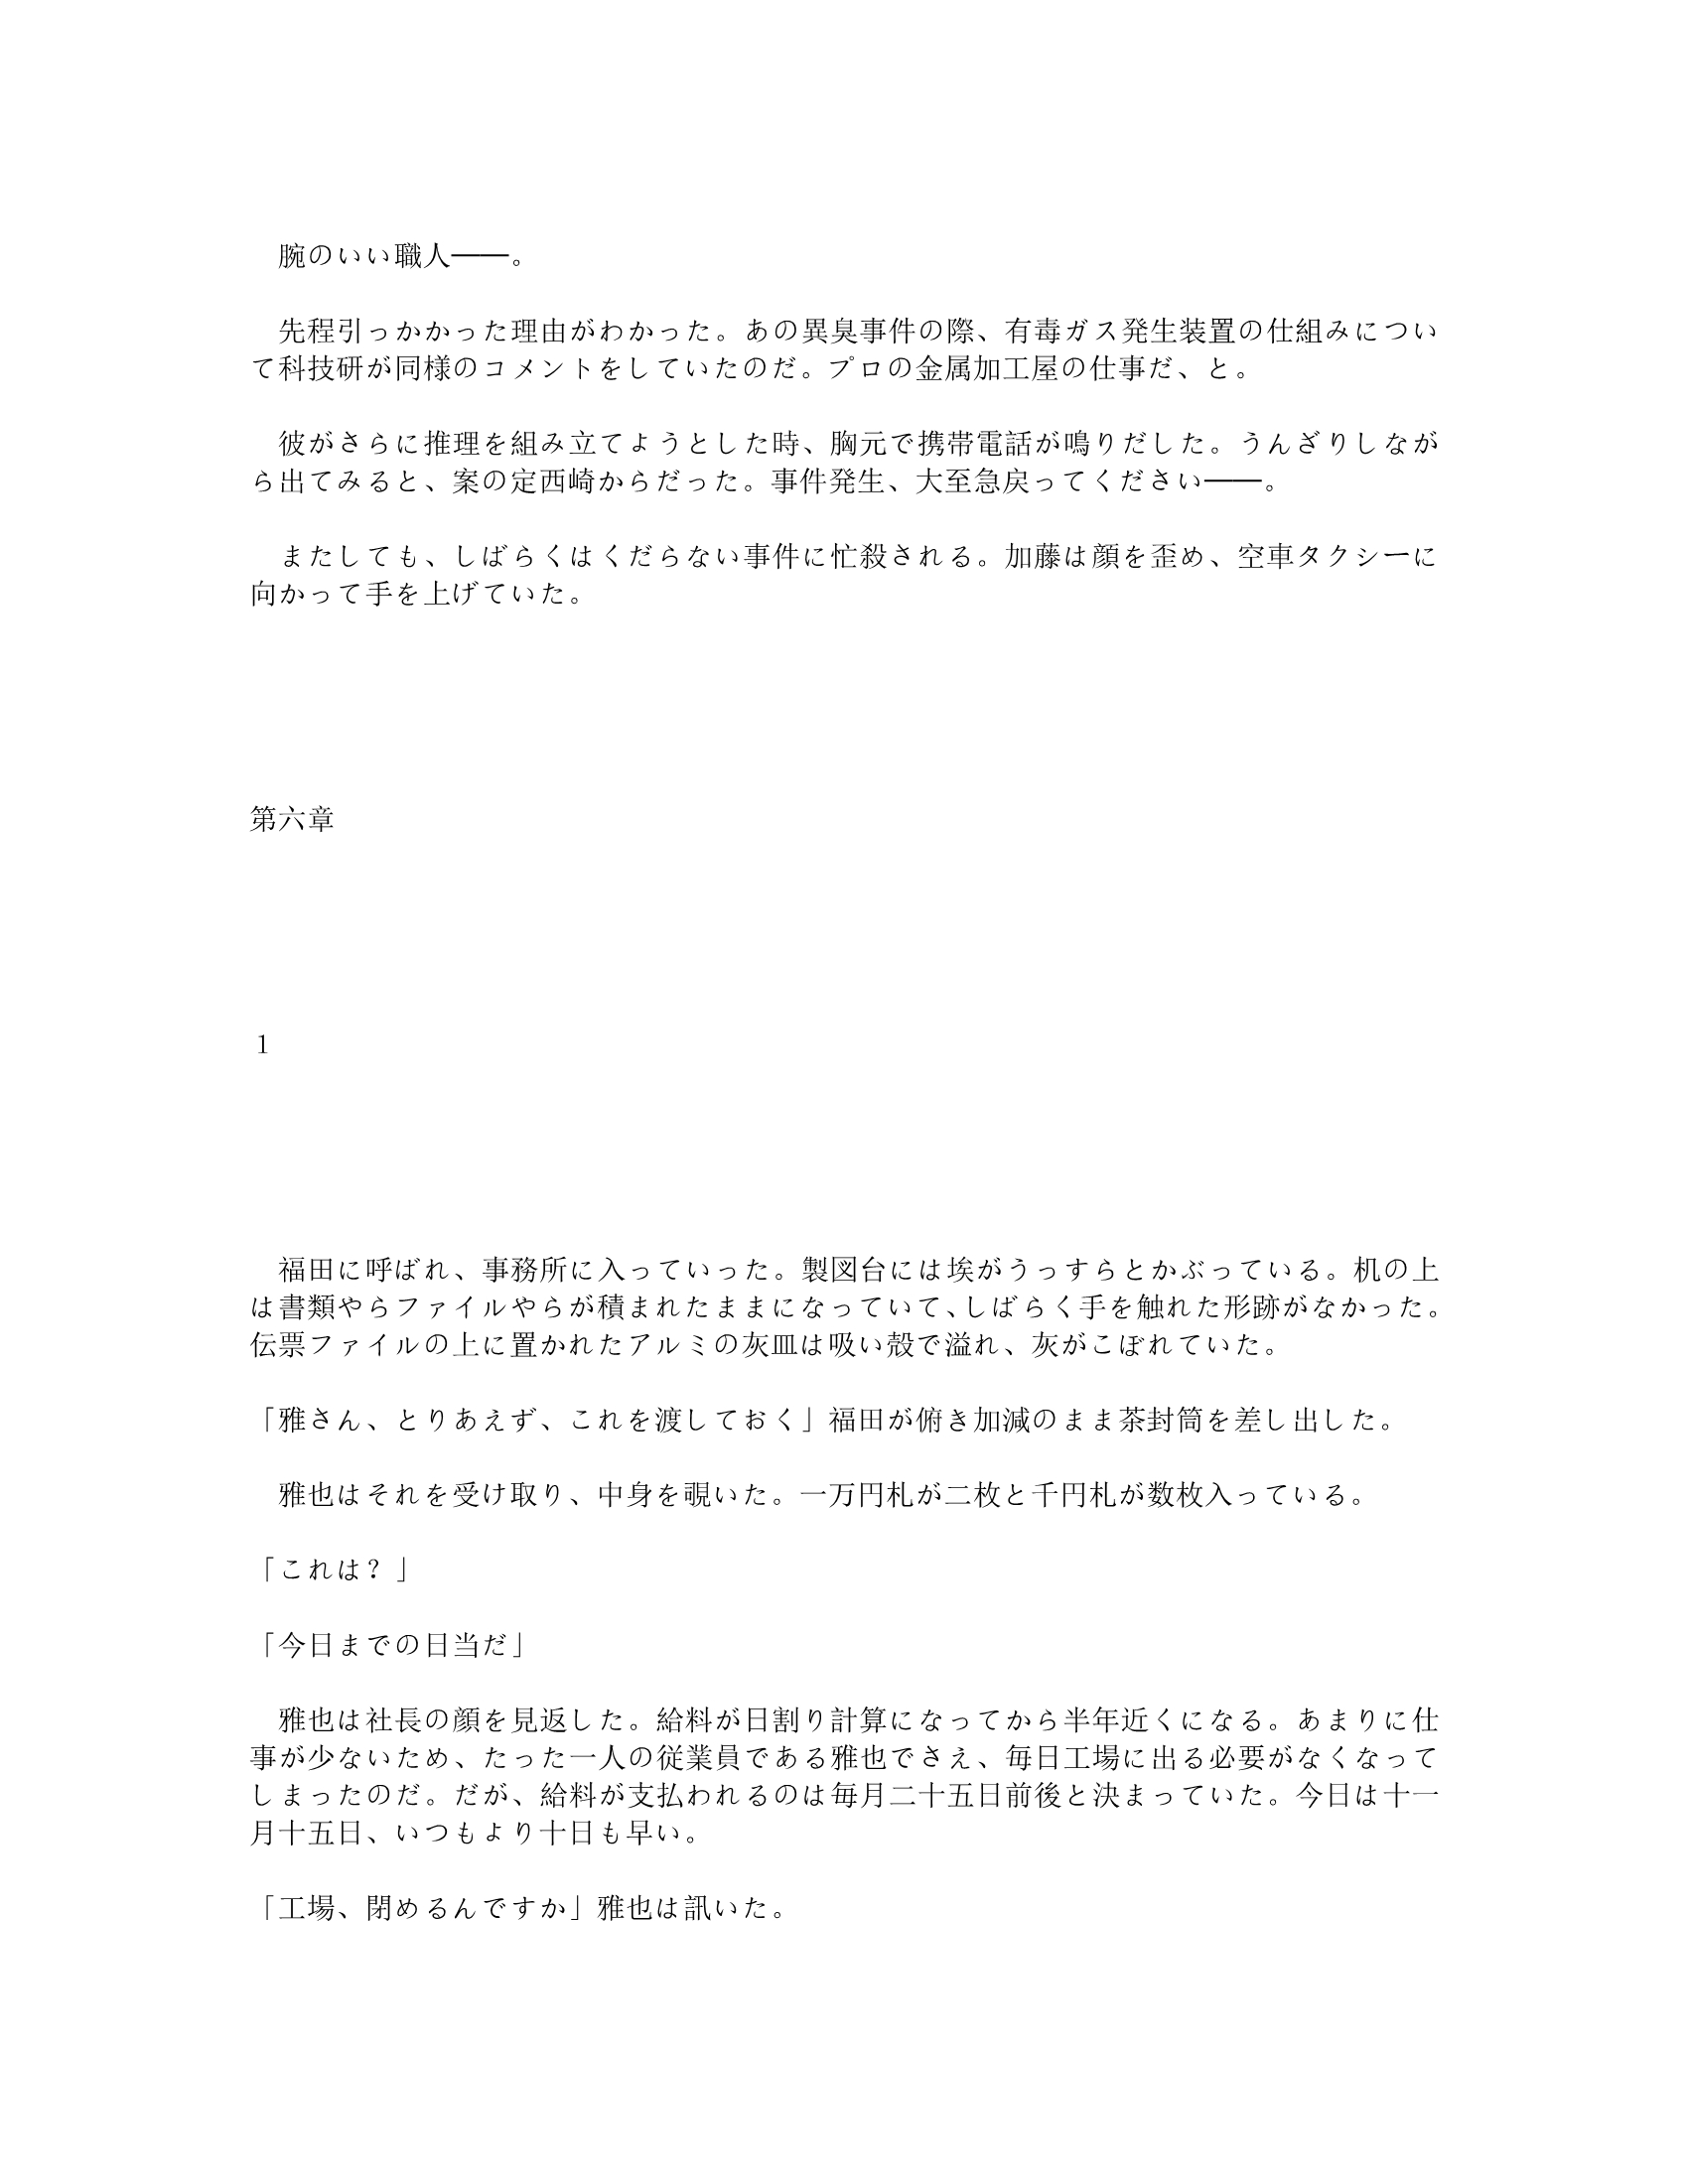 腕のいい職人――。
先程引っかかった理由がわかった。あの異臭事件の際、有毒ガス発生装置の仕組みについ
て科技研が同様のコメントをしていたのだ。プロの金属加工屋の仕事だ、と。
彼がさらに推理を組み立てようとした時、胸元で携帯電話が鳴りだした。うんざりしなが
ら出てみると、案の定西崎からだった。事件発生、大至急戻ってください――。
またしても、しばらくはくだらない事件に忙殺される。加藤は顔を歪め、空車タクシーに
向かって手を上げていた。
第六章
1
福田に呼ばれ、事務所に入っていった。製図台には埃がうっすらとかぶっている。机の上
は書類やらファイルやらが積まれたままになっていて、しばらく手を触れた形跡がなかった。
伝票ファイルの上に置かれたアルミの灰皿は吸い殻で溢れ、灰がこぼれていた。
「雅さん、とりあえず、これを渡しておく」福田が俯き加減のまま茶封筒を差し出した。
雅也はそれを受け取り、中身を覗いた。一万円札が二枚と千円札が数枚入っている。
「これは？」
「今日までの日当だ」
雅也は社長の顔を見返した。給料が日割り計算になってから半年近くになる。あまりに仕
事が少ないため、たった一人の従業員である雅也でさえ、毎日工場に出る必要がなくなって
しまったのだ。だが、給料が支払われるのは毎月二十五日前後と決まっていた。今日は十一
月十五日、いつもより十日も早い。
「工場、閉めるんですか」雅也は訊いた。